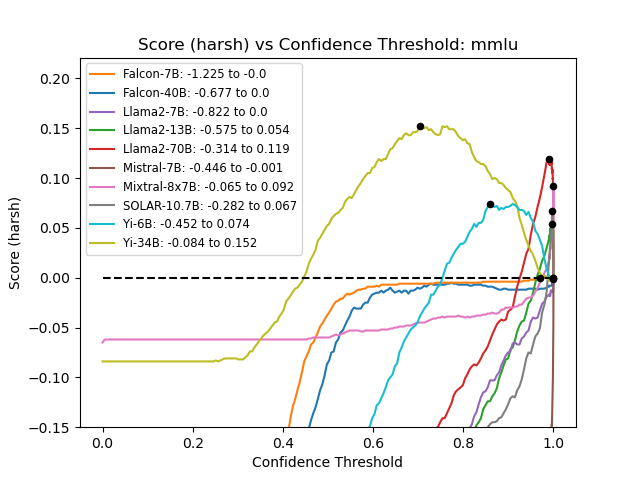 Score (harsh) vs Confidence Threshold: mmlu
Score (harsh)
0.20
0.15
0.10
0.05
0.00
−0.05
−0.10
−0.15
Falcon-7B: -1.225 to -0.0
Falcon-40B: -0.677 to 0.0
Llama2-7B: -0.822 to 0.0
Llama2-13B: -0.575 to 0.054
Llama2-70B: -0.314 to 0.119
Mistral-7B: -0.446 to -0.001
Mixtral-8x7B: -0.065 to 0.092
SOLAR-10.7B: -0.282 to 0.067
Yi-6B: -0.452 to 0.074
Yi-34B: -0.084 to 0.152
0.0 0.2 0.4 0.6 0.8 1.0
Confidence Threshold